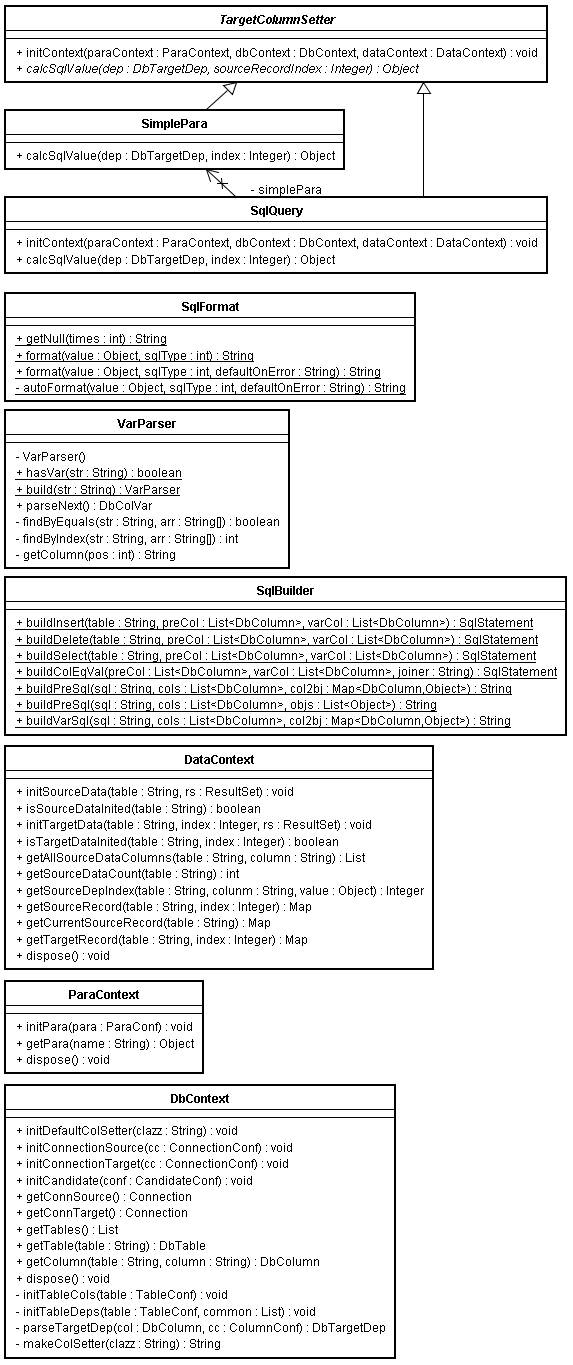 TargetColumnSetter
+ initContext(paraContext : ParaContext, dbContext : DbContext, dataContext : DataContext) : void
+ calcSqlValue(dep : DbTargetDep, sourceRecordIndex : Integer) : Object
SimplePara
+ calcSqlValue(dep : DbTargetDep, index : Integer) : Object
- simplePara
SqlQuery
+ initContext(paraContext : ParaContext, dbContext : DbContext, dataContext : DataContext) : void
+ calcSqlValue(dep : DbTargetDep, index : Integer) : Object
SqlFormat
+ getNull(times : int) : String
+ format(value : Object, sqlType : int) : String
+ format(value : Object, sqlType : int, defaultOnError : String) : String
- autoFormat(value : Object, sqlType : int, defaultOnError : String) : String
VarParser
- VarParser()
+ hasVar(str : String) : boolean
+ build(str : String) : VarParser
+ parseNext() : DbColVar
- findByEquals(str : String, arr : String[]) : boolean
- findByIndex(str : String, arr : String[]) : int
- getColumn(pos : int) : String
SqlBuilder
+ buildInsert(table : String, preCol : List<DbColumn>, varCol : List<DbColumn>) : SqlStatement
+ buildDelete(table : String, preCol : List<DbColumn>, varCol : List<DbColumn>) : SqlStatement
+ buildSelect(table : String, preCol : List<DbColumn>, varCol : List<DbColumn>) : SqlStatement
+ buildColEqVal(preCol : List<DbColumn>, varCol : List<DbColumn>, joiner : String) : SqlStatement
+ buildPreSql(sql : String, cols : List<DbColumn>, col2bj : Map<DbColumn,Object>) : String
+ buildPreSql(sql : String, cols : List<DbColumn>, objs : List<Object>) : String
+ buildVarSql(sql : String, cols : List<DbColumn>, col2bj : Map<DbColumn,Object>) : String
DataContext
+ initSourceData(table : String, rs : ResultSet) : void
+ isSourceDataInited(table : String) : boolean
+ initTargetData(table : String, index : Integer, rs : ResultSet) : void
+ isTargetDataInited(table : String, index : Integer) : boolean
+ getAllSourceDataColumns(table : String, column : String) : List
+ getSourceDataCount(table : String) : int
+ getSourceDepIndex(table : String, colunm : String, value : Object) : Integer
+ getSourceRecord(table : String, index : Integer) : Map
+ getCurrentSourceRecord(table : String) : Map
+ getTargetRecord(table : String, index : Integer) : Map
+ dispose() : void
ParaContext
+ initPara(para : ParaConf) : void
+ getPara(name : String) : Object
+ dispose() : void
DbContext
+ initDefaultColSetter(clazz : String) : void
+ initConnectionSource(cc : ConnectionConf) : void
+ initConnectionTarget(cc : ConnectionConf) : void
+ initCandidate(conf : CandidateConf) : void
+ getConnSource() : Connection
+ getConnTarget() : Connection
+ getTables() : List
+ getTable(table : String) : DbTable
+ getColumn(table : String, column : String) : DbColumn
+ dispose() : void
- initTableCols(table : TableConf) : void
- initTableDeps(table : TableConf, common : List) : void
- parseTargetDep(col : DbColumn, cc : ColumnConf) : DbTargetDep
- makeColSetter(clazz : String) : String